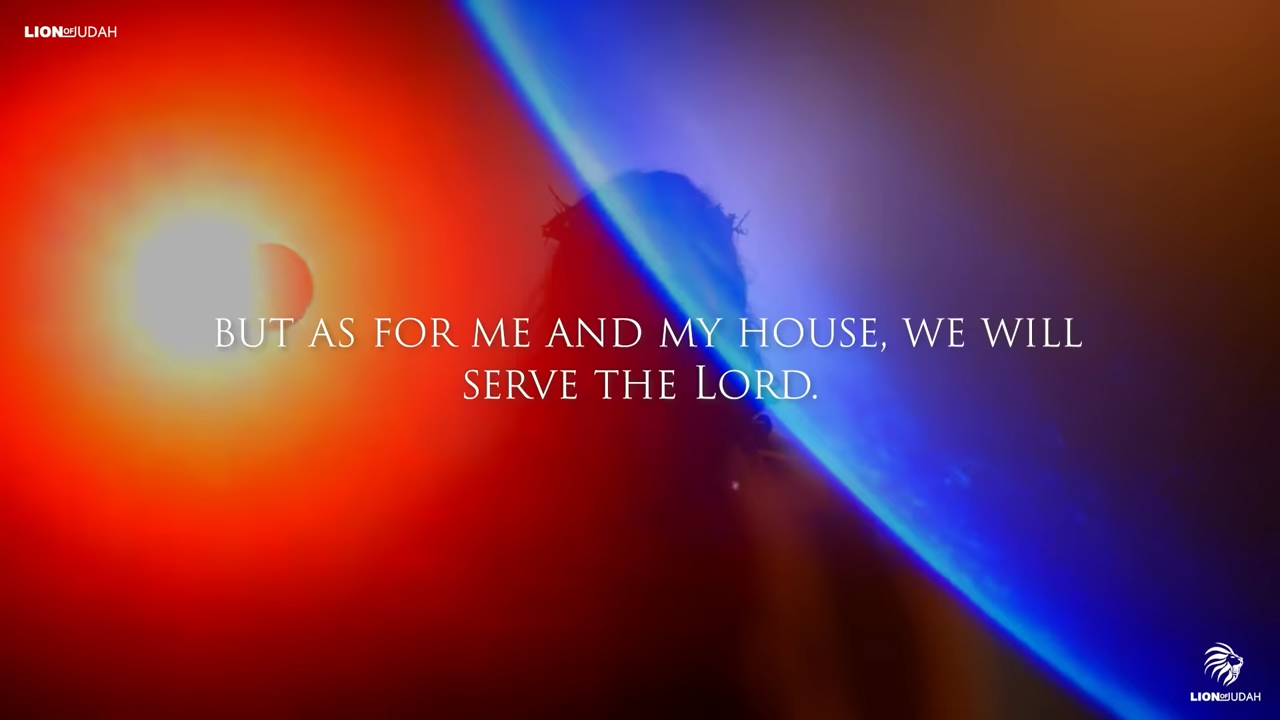 LION OF JUDAH
BUT AS FOR ME AND MY HOUSE, WE WILL
SERVE THE LORD.
LION OF JUDAH